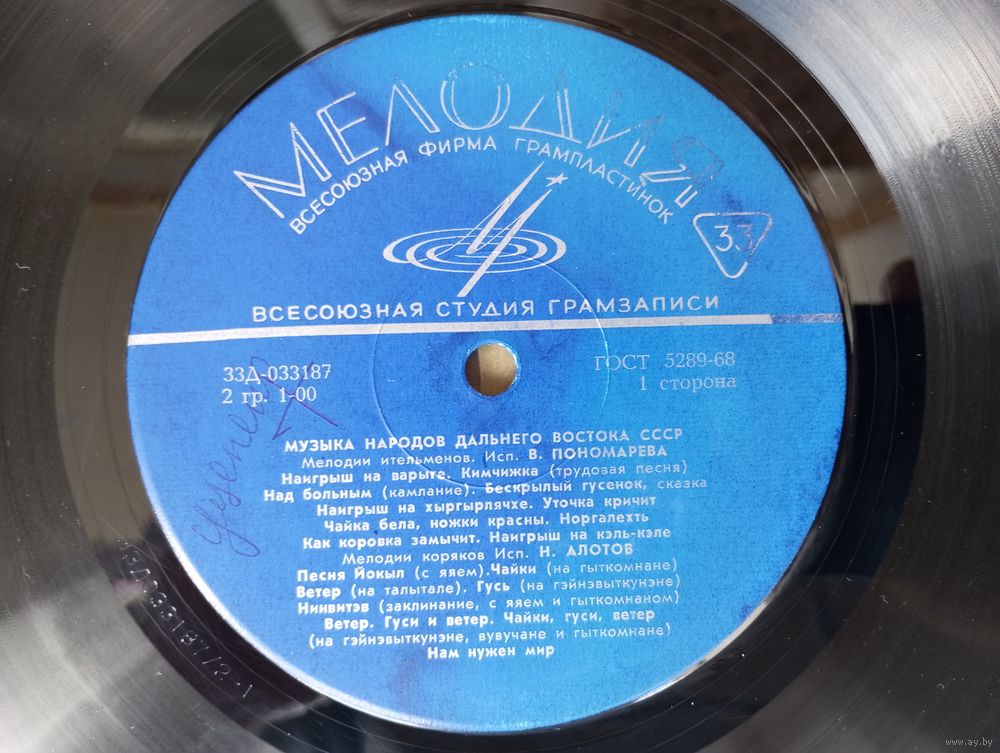 МЕЛОДИЯ
ВСЕСОЮЗНАЯ ФИРМА ГРАМПЛАСТИНОК
33
ВСЕСОЮЗНАЯ СТУДИЯ ГРАМЗАПИСИ
33Д-033187
2 гр. 1-00
ГОСТ 5289-68
1 сторона
МУЗЫКА НАРОДОВ ДАЛЬНЕГО ВОСТОКА СССР
Мелодии ительменов. Исп. В. ПОНОМАРЕВА
Наигрыш на варыге. Кимчижка (трудовая песня)
Над больным (камлание). Бескрылый гусенок, сказка
Наигрыш на хыргырлячхе. Уточка кричит
Чайка бела, ножки красны. Норгалехть
Как коровка замычит. Наигрыш на кэль-кэле
Мелодии коряков Исп. Н. АЛОТОВ
Песня Йокыл (с яяем).Чайки (на гыткомнане)
Ветер (на талытале). Гусь (на гэйнэвыткунэне)
Нинвитэв (заклинание, с яяем и гыткомнаном)
Ветер. Гуси и ветер. Чайки, гуси, ветер
(на гэйнэвыткунэне, вувучане и гыткомнане)
Нам нужен мир
www.ay.by